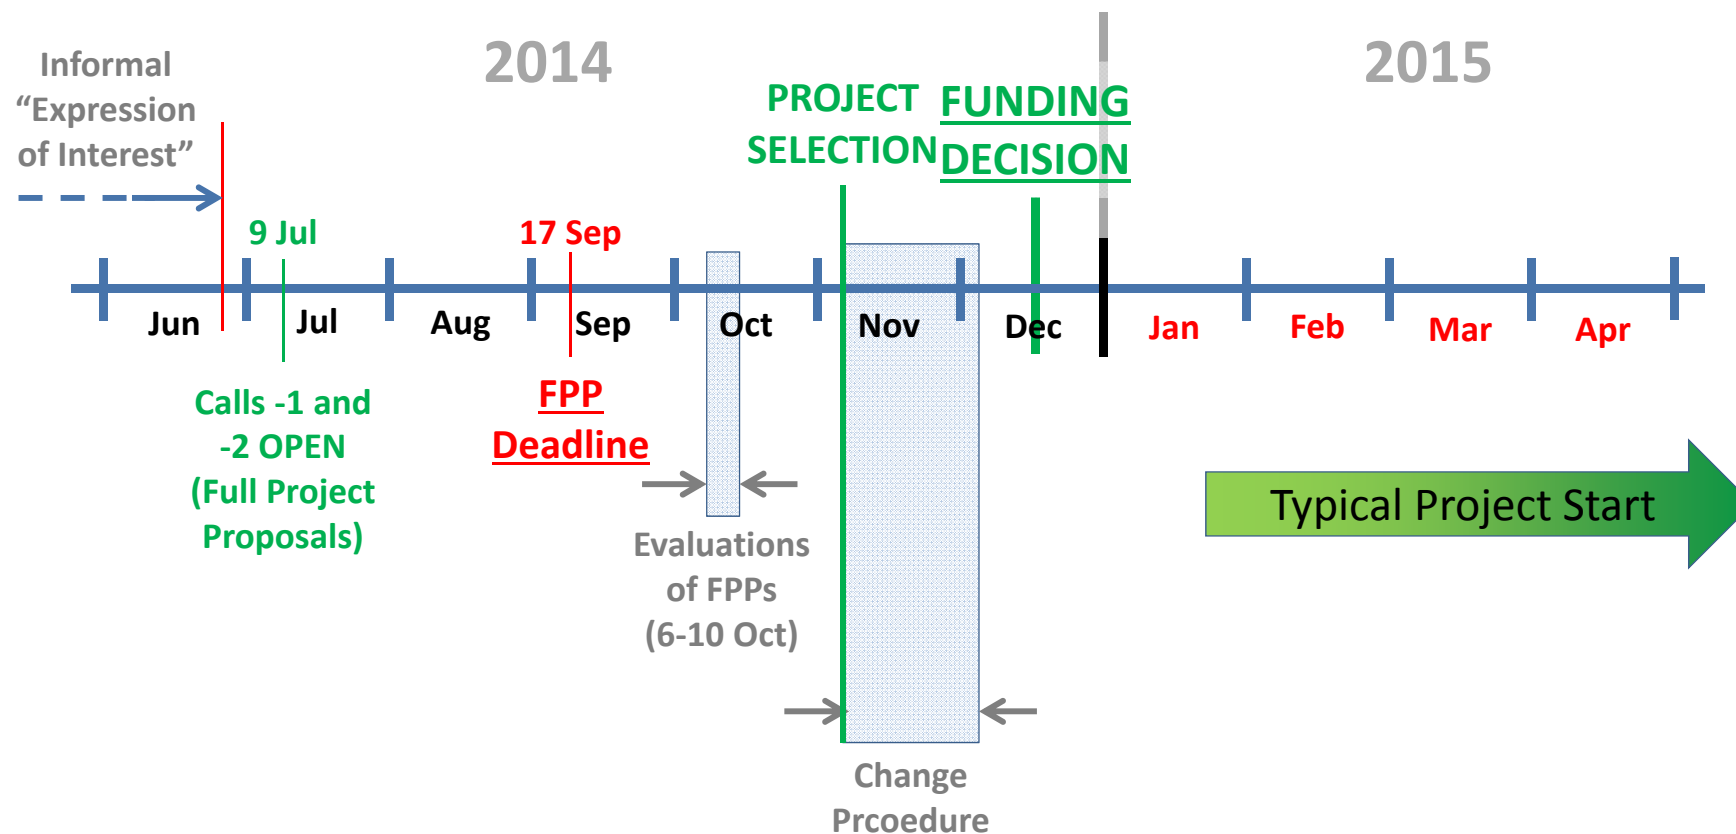 2014
2015
Informal
“Expression
of Interest”
PROJECT
SELECTION
FUNDING
DECISION
9 Jul
17 Sep
Jun
Jul
Aug
Sep
Oct
Nov
Dec
Jan
Feb
Mar
Apr
Calls -1 and
-2 OPEN
(Full Project
Proposals)
FPP
Deadline
Evaluations
of FPPs
(6-10 Oct)
Typical Project Start
Change
Prcoedure